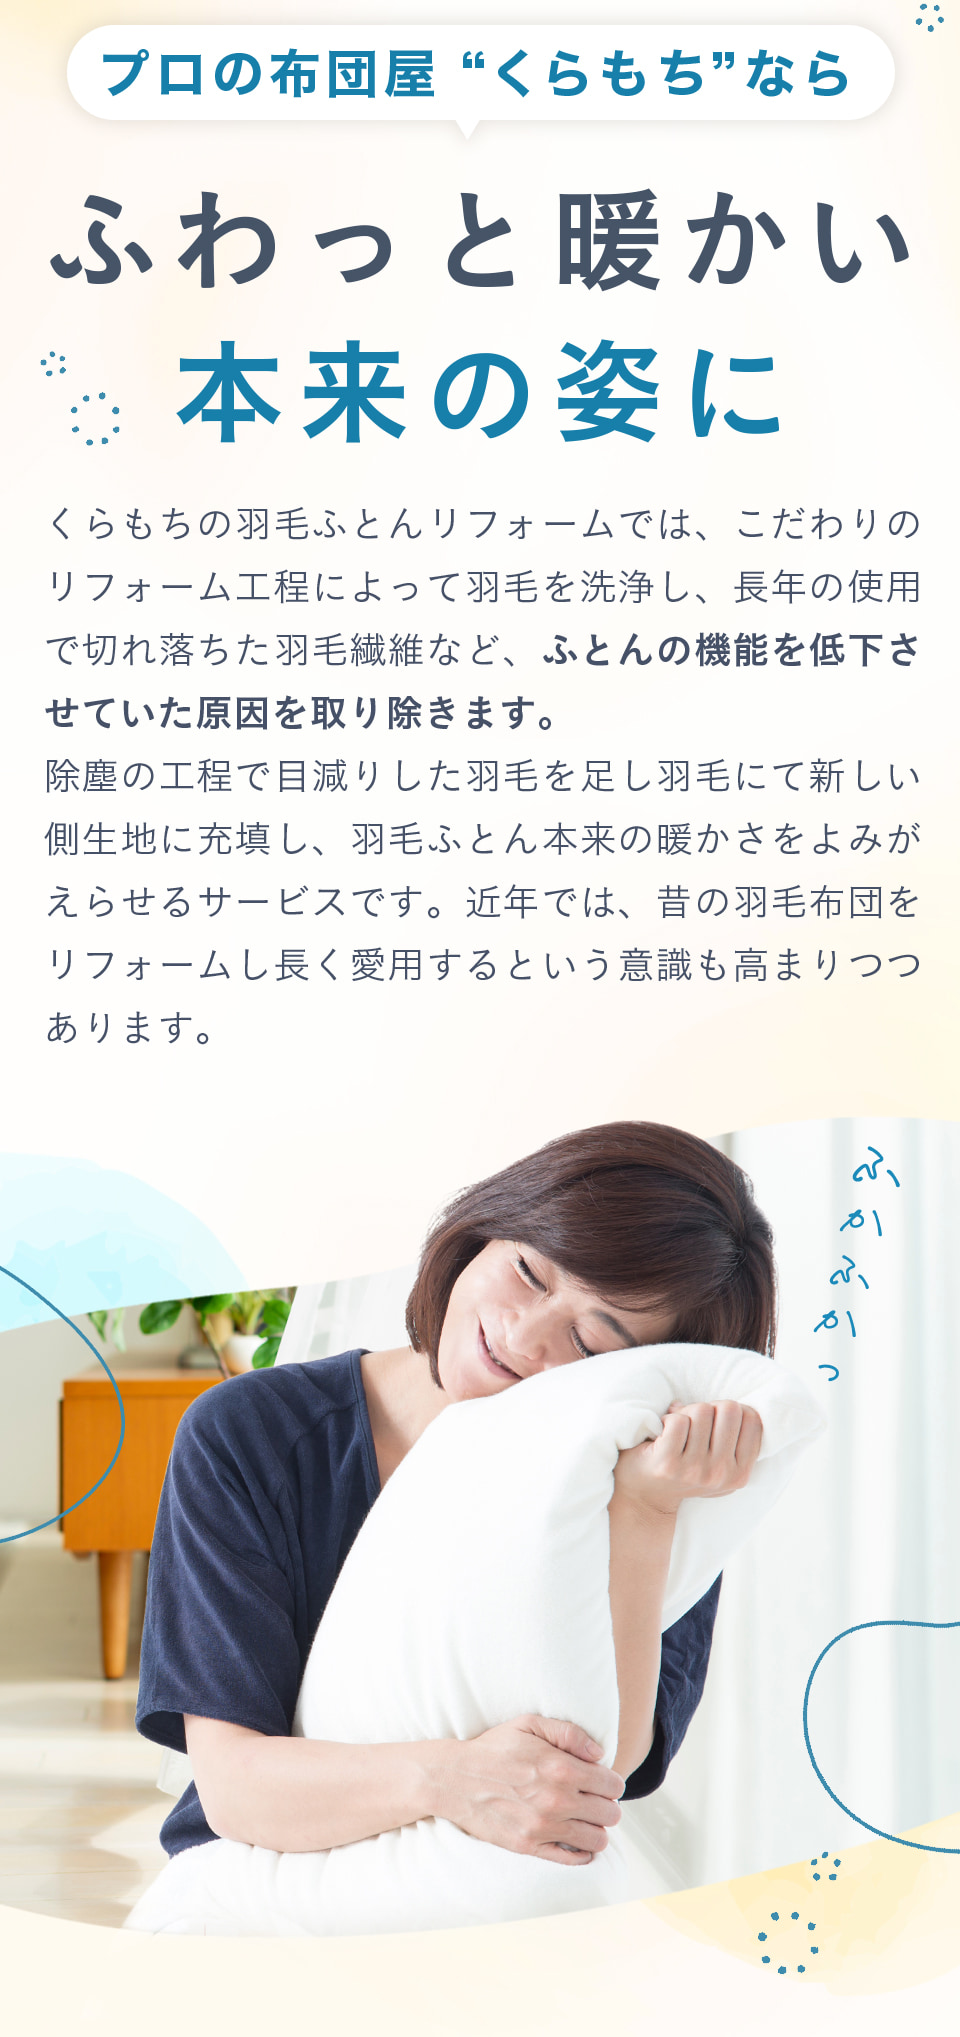 プロの布団屋 “くらもち”なら
ふわっと暖かい
本来の姿に
くらもちの羽毛ふとんリフォームでは、こだわりの
リフォーム工程によって羽毛を洗浄し、長年の使用
で切れ落ちた羽毛繊維など、ふとんの機能を低下さ
せていた原因を取り除きます。
除塵の工程で目減りした羽毛を足し羽毛にて新しい
側生地に充填し、羽毛ふとん本来の暖かさをよみが
えらせるサービスです。近年では、昔の羽毛布団を
リフォームし長く愛用するという意識も高まりつつ
あります。
ふかふかっ